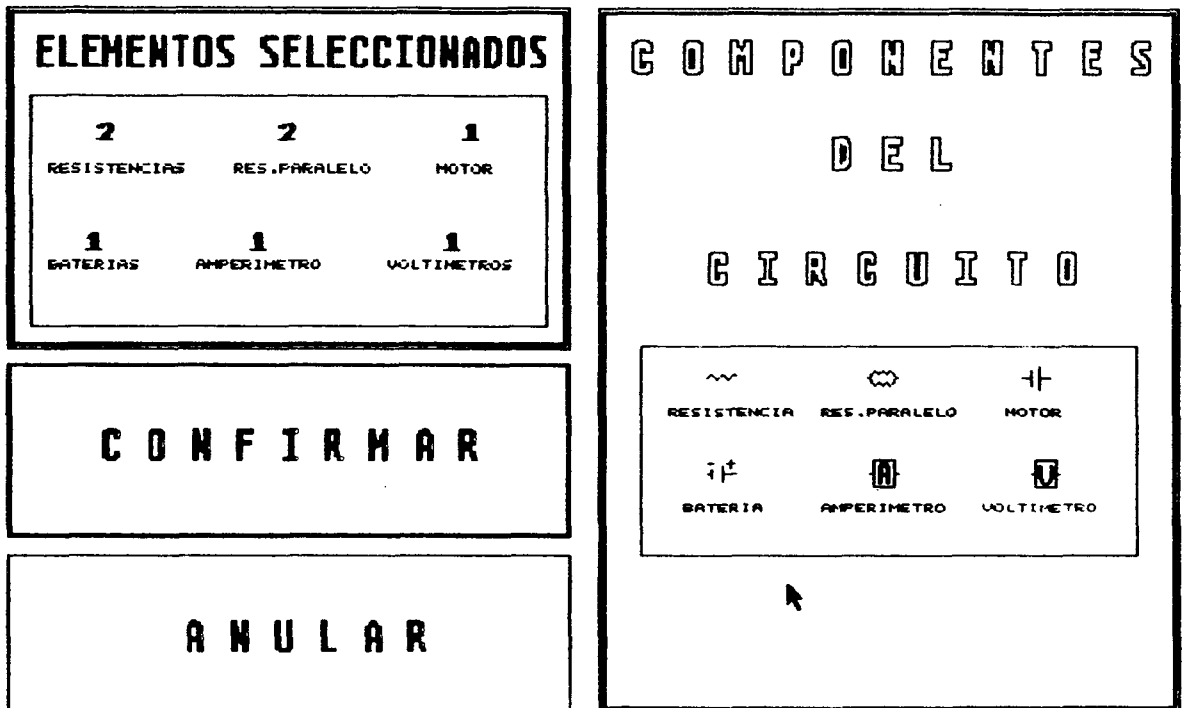 ELEMENTOS SELECCIONADOS
2 2 1
RESISTENCIAS RES.PARALELO MOTOR
1 1 1
BATERIAS AMPERIMETRO VOLTIMETROS
CONFIRMAR
ANULAR
COMPONENTES
DEL
CIRCUITO
RESISTENCIA RES.PARALELO MOTOR
A V
BATERIA AMPERIMETRO VOLTIMETRO